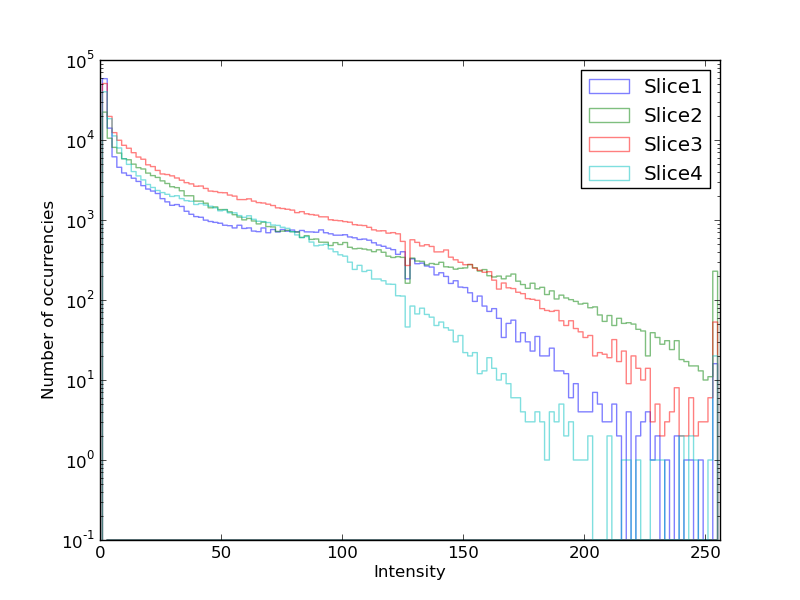 Number of occurrencies
10^5
10^4
10^3
10^2
10^1
10^0
10^-1
Slice1
Slice2
Slice3
Slice4
0 50 100 150 200 250
Intensity